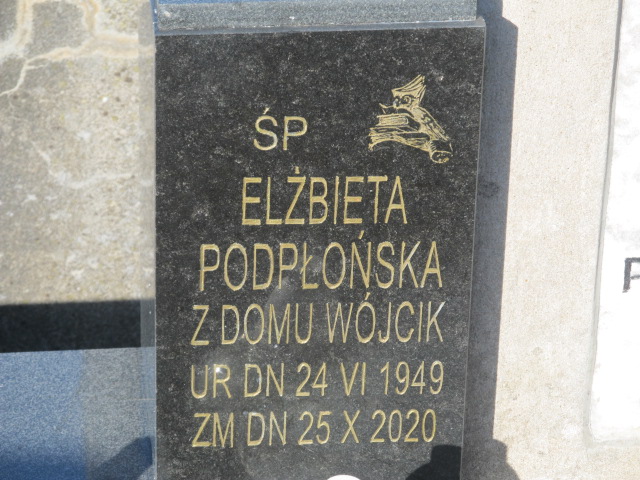 ŚP
ELŻBIETA
PODPŁOŃSKA
Z DOMU WÓJCIK
UR DN 24 VI 1949
ZM DN 25 X 2020